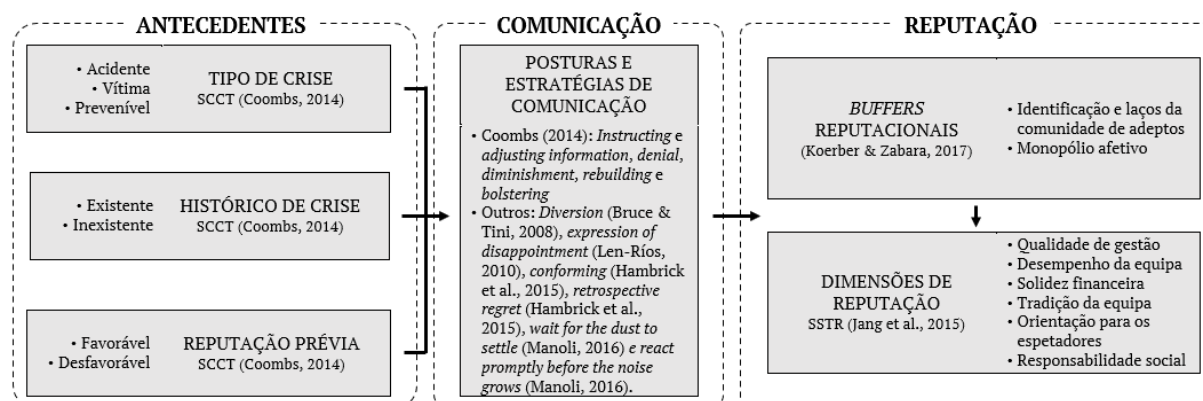 ANTECEDENTES
• Acidente
• Vítima
• Prevenível
TIPO DE CRISE
SCCT (Coombs, 2014)
• Existente
• Inexistente
HISTÓRICO DE CRISE
SCCT (Coombs, 2014)
• Favorável
• Desfavorável
REPUTAÇÃO PRÉVIA
SCCT (Coombs, 2014)
COMUNICAÇÃO
POSTURAS E
ESTRATÉGIAS DE
COMUNICAÇÃO
• Coombs (2014): Instructing e
adjusting information, denial,
diminishment, rebuilding e
bolstering
• Outros: Diversion (Bruce &
Tini, 2008), expression of
disappointment (Len-Ríos,
2010), conforming (Hambrick
et al., 2015), retrospective
regret (Hambrick et al.,
2015), wait for the dust to
settle (Manoli, 2016) e react
promptly before the noise
grows (Manoli, 2016).
REPUTAÇÃO
BUFFERS
REPUTACIONAIS
(Koerber & Zabara, 2017)
• Identificação e laços da
comunidade de adeptos
• Monopólio afetivo
DIMENSÕES DE
REPUTAÇÃO
SSTR (Jang et al., 2015)
• Qualidade de gestão
• Desempenho da equipa
• Solidez financeira
• Tradição da equipa
• Orientação para os
espetadores
• Responsabilidade social